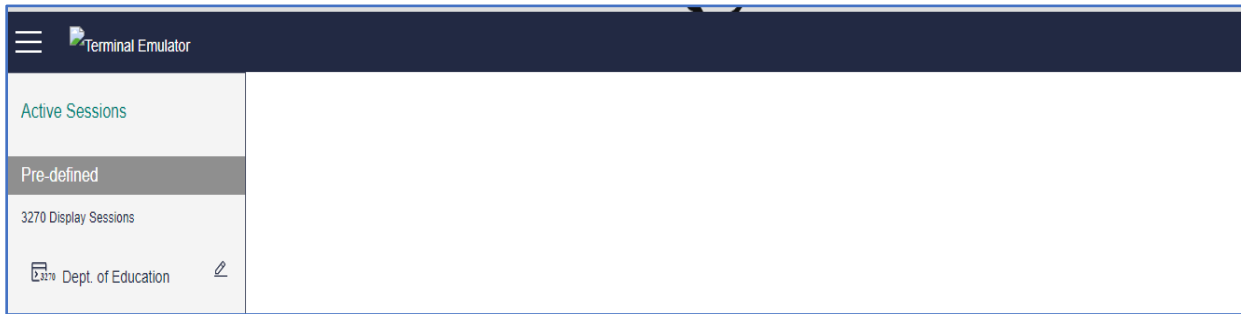 Terminal Emulator
Active Sessions
Pre-defined
3270 Display Sessions
3270 Dept. of Education